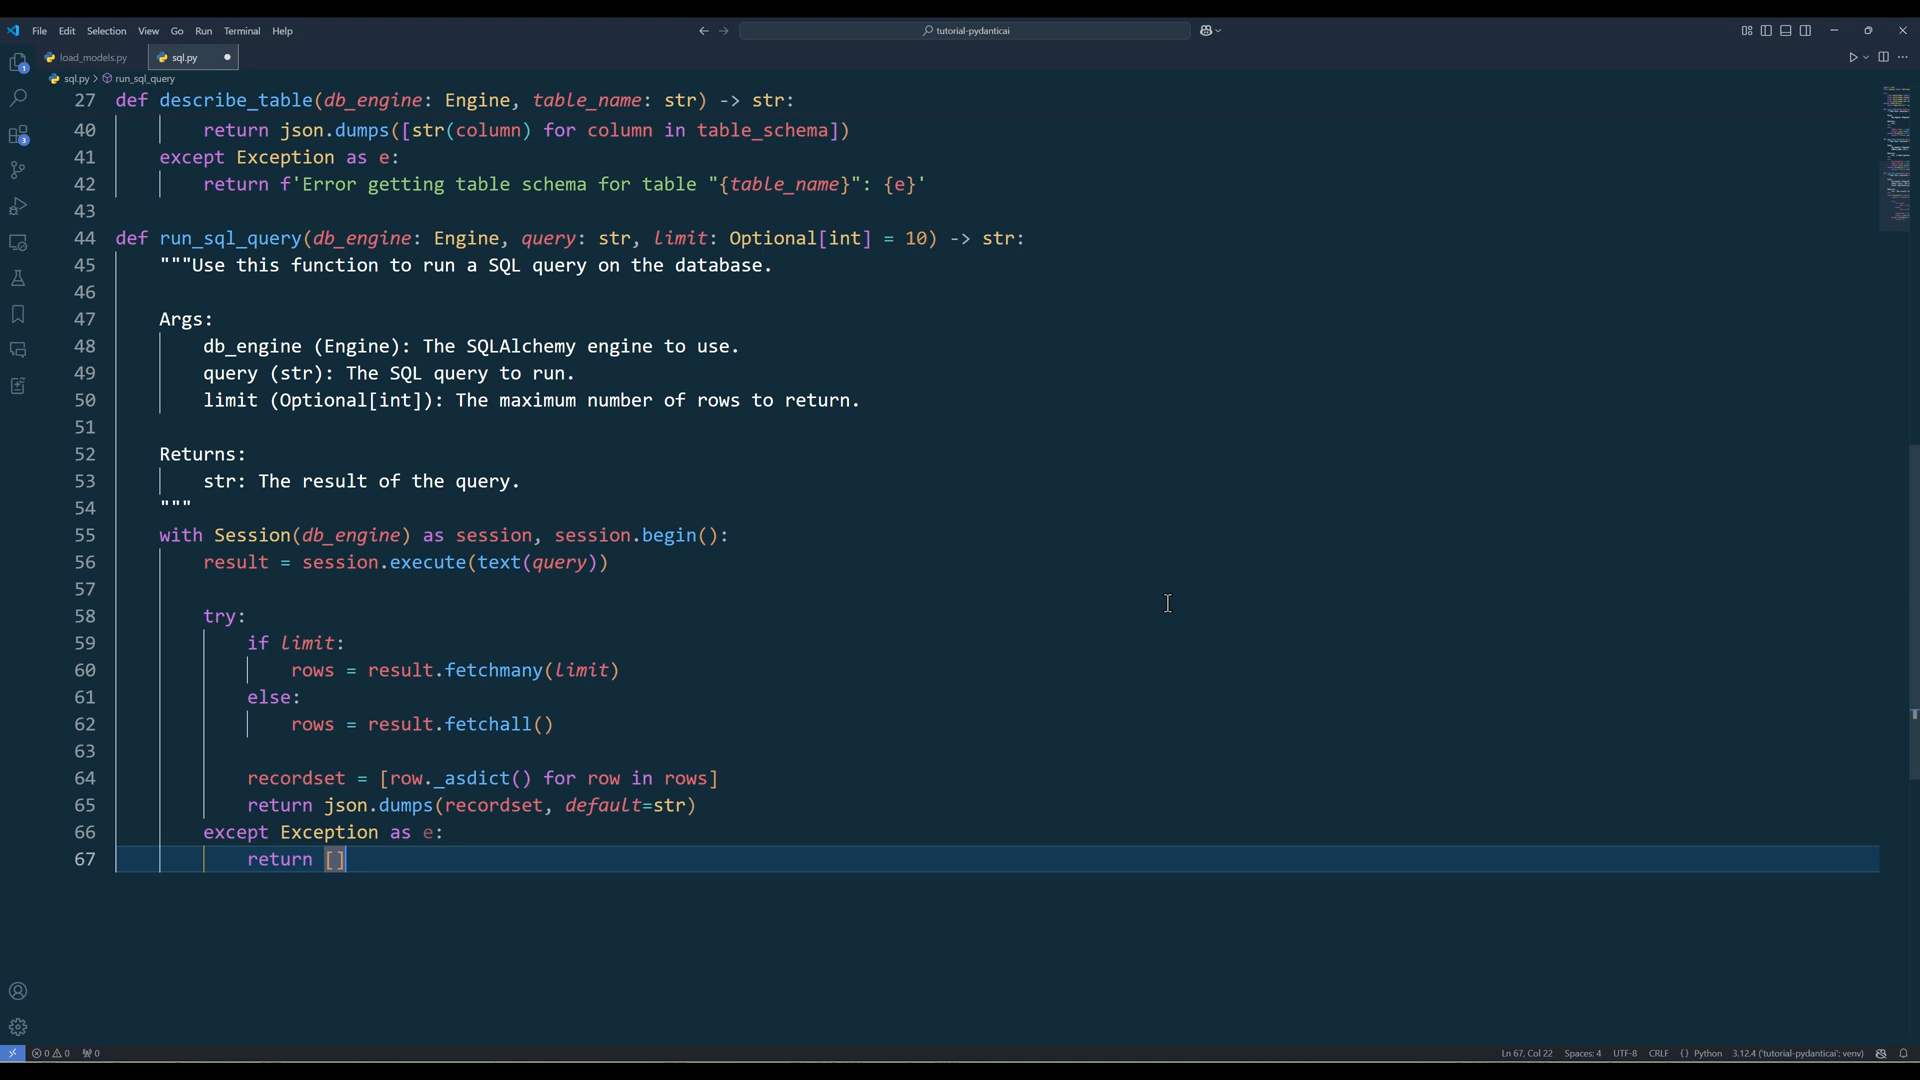 File Edit Selection View Go Run Terminal Help
tutorial-pydanticai
load_models.py sql.py
sql.py > run_sql_query
27 def describe_table(db_engine: Engine, table_name: str) -> str:
40 return json.dumps([str(column) for column in table_schema])
41 except Exception as e:
42 return f'Error getting table schema for table "{table_name}": {e}'
43
44 def run_sql_query(db_engine: Engine, query: str, limit: Optional[int] = 10) -> str:
45 """Use this function to run a SQL query on the database.
46
47 Args:
48 db_engine (Engine): The SQLAlchemy engine to use.
49 query (str): The SQL query to run.
50 limit (Optional[int]): The maximum number of rows to return.
51
52 Returns:
53 str: The result of the query.
54 """
55 with Session(db_engine) as session, session.begin():
56 result = session.execute(text(query))
57
58 try:
59 if limit:
60 rows = result.fetchmany(limit)
61 else:
62 rows = result.fetchall()
63
64 recordset = [row._asdict() for row in rows]
65 return json.dumps(recordset, default=str)
66 except Exception as e:
67 return []
1
3
0 0 0 Ln 67, Col 22 Spaces: 4 UTF-8 CRLF {} Python 3.12.4 ('tutorial-pydanticai': venv)